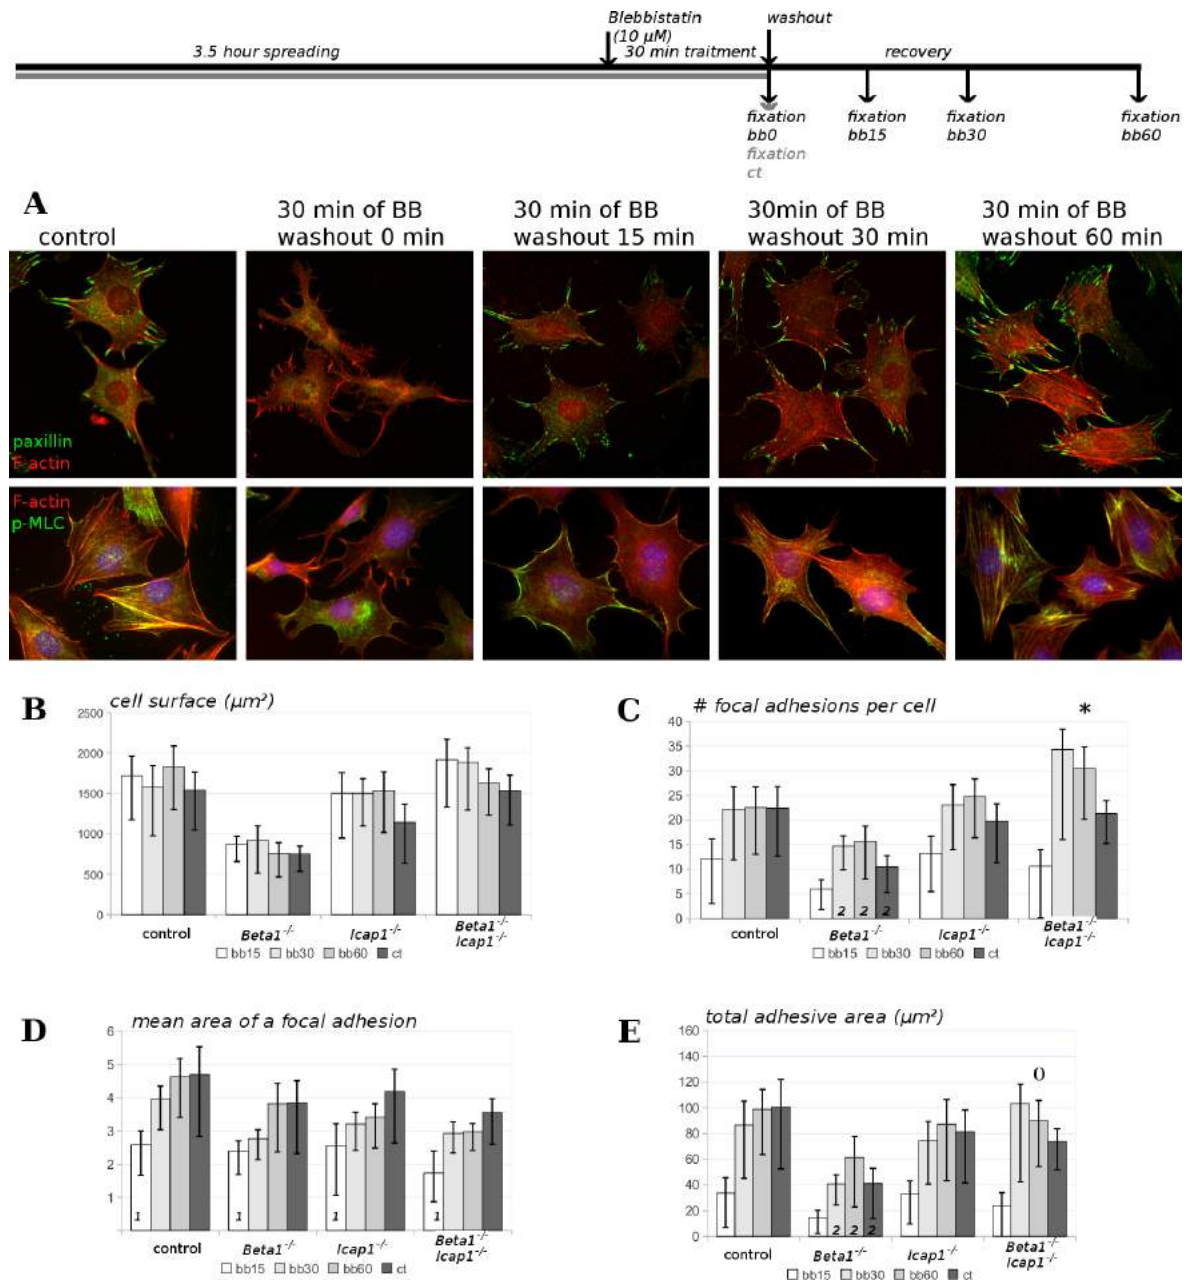 Blebbistatin
(10 µM)
washout
3.5 hour spreading
30 min traitment
recovery
fixation
bb0
fixation
ct
fixation
bb15
fixation
bb30
fixation
bb60
A
control
30 min of BB
washout 0 min
30 min of BB
washout 15 min
30min of BB
washout 30 min
30 min of BB
washout 60 min
paxillin
F-actin
F-actin
p-MLC
B
cell surface (µm²)
2500
2000
1500
1000
500
0
control
Beta1⁻/⁻
Icap1⁻/⁻
Beta1⁻/⁻
Icap1⁻/⁻
bb15 bb30 bb60 ct
C
# focal adhesions per cell
*
40
35
30
25
20
15
10
5
0
2 2 2
control
Beta1⁻/⁻
Icap1⁻/⁻
Beta1⁻/⁻
Icap1⁻/⁻
bb15 bb30 bb60 ct
D
mean area of a focal adhesion
6
5
4
3
2
1
1 1 1 1
control
Beta1⁻/⁻
Icap1⁻/⁻
Beta1⁻/⁻
Icap1⁻/⁻
bb15 bb30 bb60 ct
E
total adhesive area (µm²)
160
140
120
100
80
60
40
20
0
()
2 2 2
control
Beta1⁻/⁻
Icap1⁻/⁻
Beta1⁻/⁻
Icap1⁻/⁻
bb15 bb30 bb60 ct